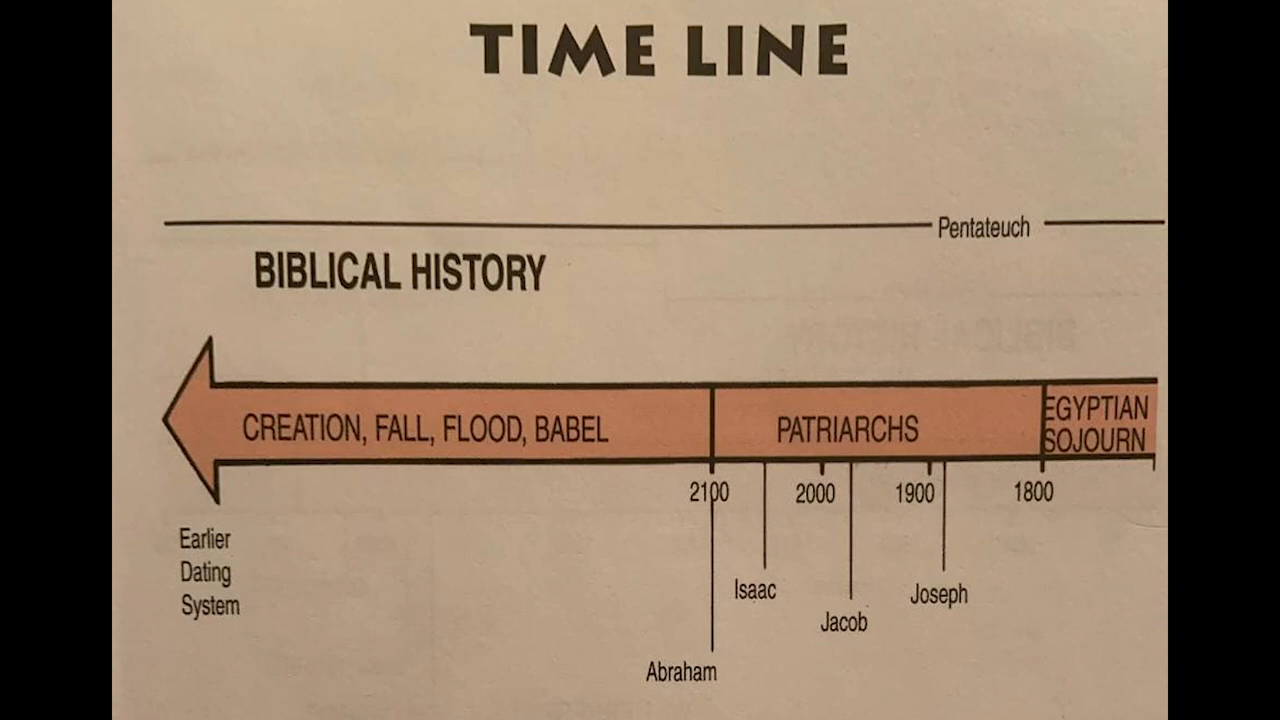 TIME LINE
Pentateuch
BIBLICAL HISTORY
CREATION, FALL, FLOOD, BABEL
PATRIARCHS
EGYPTIAN
SOJOURN
2100
2000
1900
1800
Earlier
Dating
System
Isaac
Jacob
Joseph
Abraham